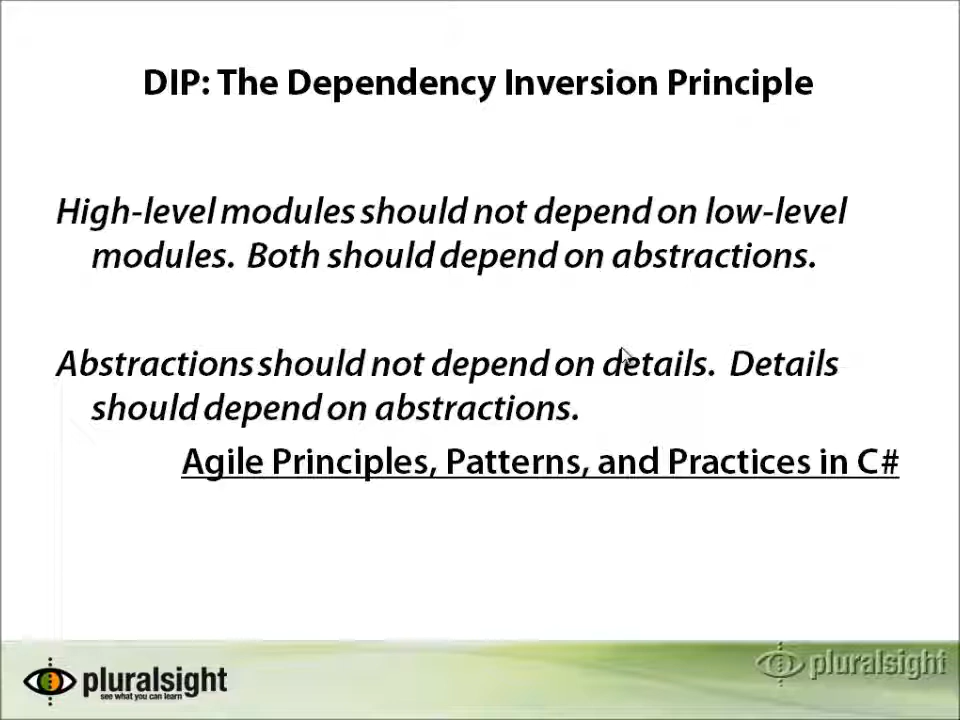 DIP: The Dependency Inversion Principle
High-level modules should not depend on low-level
modules. Both should depend on abstractions.
Abstractions should not depend on details. Details
should depend on abstractions.
Agile Principles, Patterns, and Practices in C#
pluralsight
see what you can learn
pluralsight